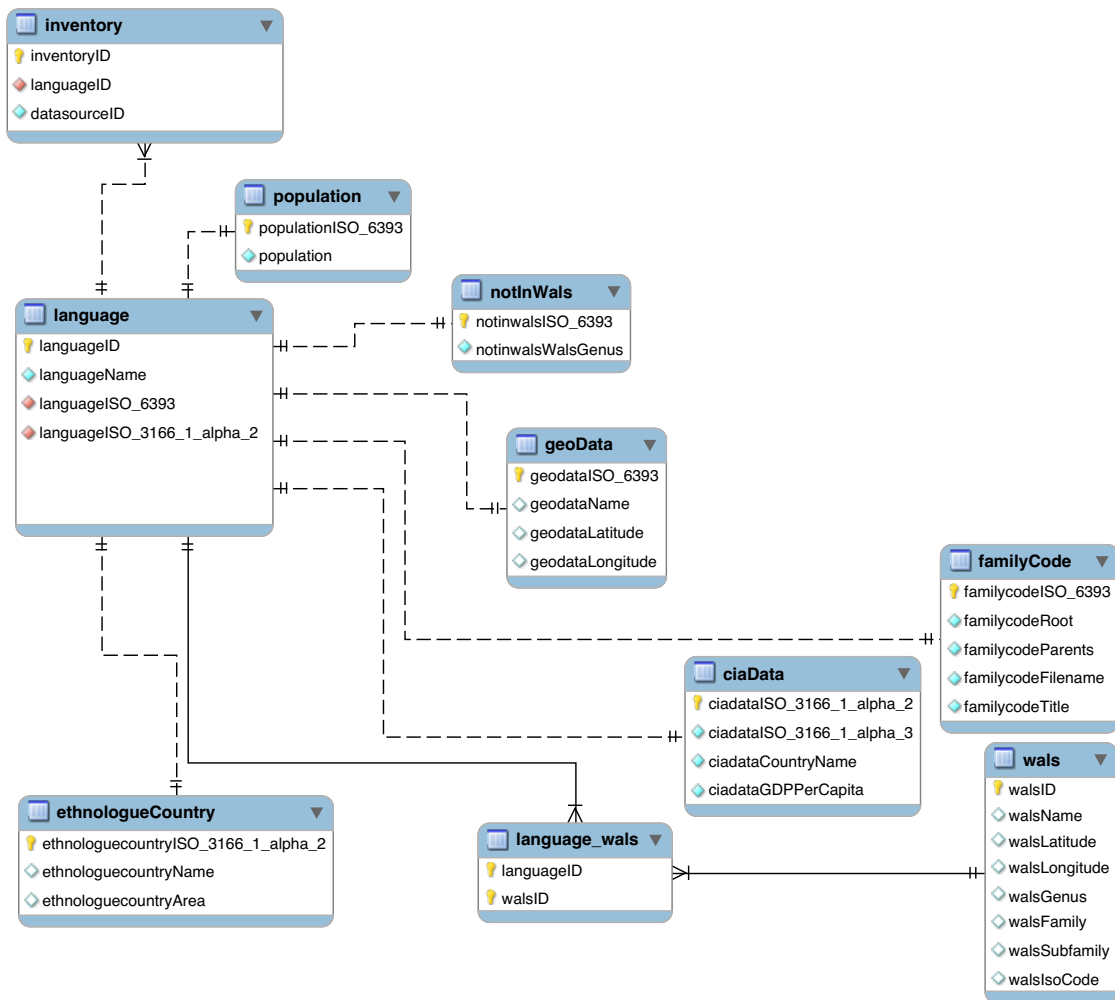 inventory
inventoryID
languageID
datasourceID
population
populationISO_6393
population
notInWals
notinwalsISO_6393
notinwalsWalsGenus
language
languageID
languageName
languageISO_6393
languageISO_3166_1_alpha_2
geoData
geodataISO_6393
geodataName
geodataLatitude
geodataLongitude
familyCode
familycodeISO_6393
familycodeRoot
familycodeParents
familycodeFilename
familycodeTitle
ciaData
ciadataISO_3166_1_alpha_2
ciadataISO_3166_1_alpha_3
ciadataCountryName
ciadataGDPPerCapita
wals
walsID
walsName
walsLatitude
walsLongitude
walsGenus
walsFamily
walsSubfamily
walsIsoCode
ethnologueCountry
ethnologuecountryISO_3166_1_alpha_2
ethnologuecountryName
ethnologuecountryArea
language_wals
languageID
walsID